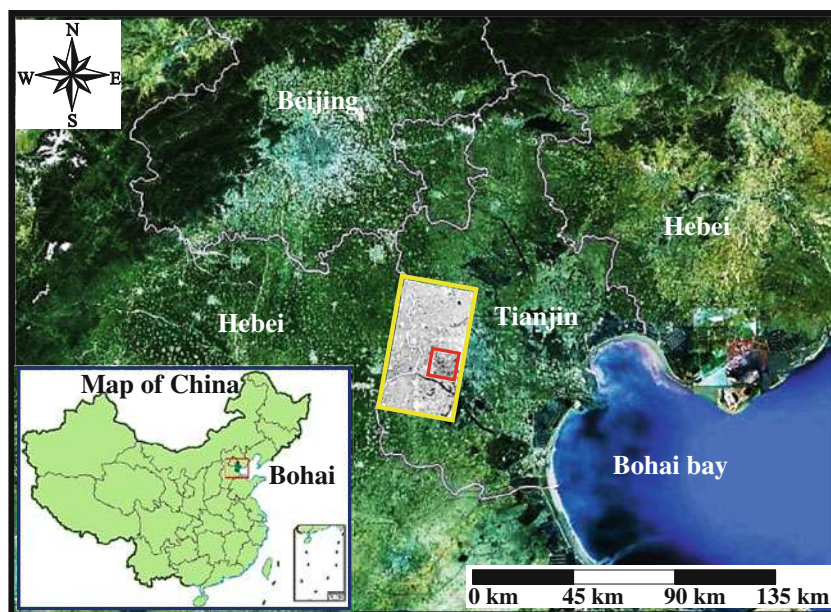 N
W E
S
Beijing
Hebei
Hebei
Tianjin
Map of China
Bohai
Bohai bay
0 km 45 km 90 km 135 km